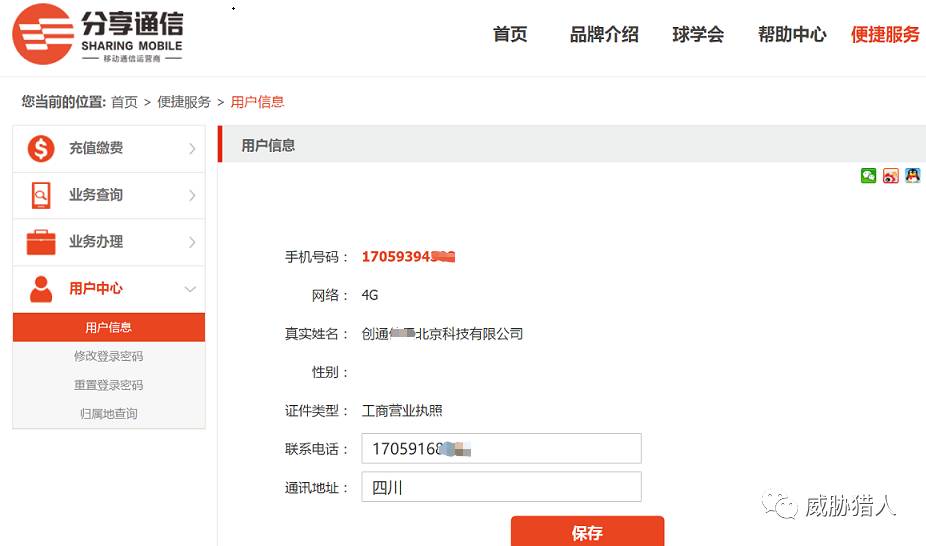 分享通信
SHARING MOBILE
移动通信运营商
首页 品牌介绍 球学会 帮助中心 便捷服务
您当前的位置: 首页 > 便捷服务 > 用户信息
充值缴费
业务查询
业务办理
用户中心
用户信息
修改登录密码
重置登录密码
归属地查询
用户信息
手机号码： 17059394
网络： 4G
真实姓名： 创通 北京科技有限公司
性别：
证件类型： 工商营业执照
联系电话： 17059168
通讯地址： 四川
保存
威胁猎人